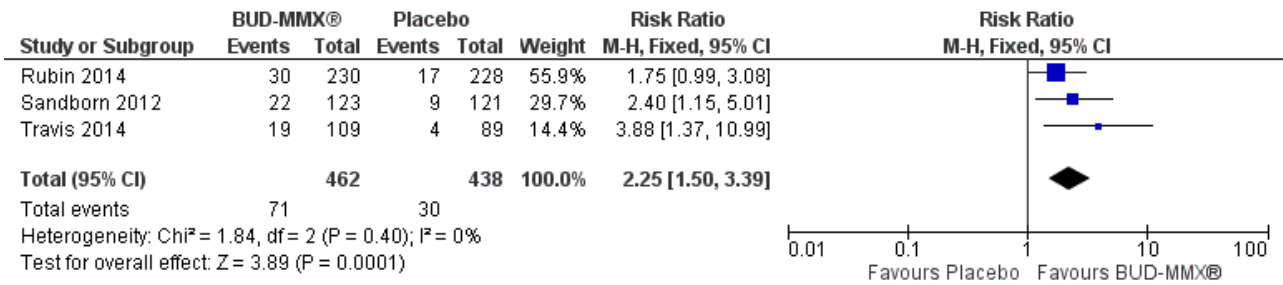 BUD-MMX® Placebo Risk Ratio Risk Ratio
Study or Subgroup Events Total Events Total Weight M-H, Fixed, 95% CI M-H, Fixed, 95% CI
Rubin 2014 30 230 17 228 55.9% 1.75 [0.99, 3.08]
Sandborn 2012 22 123 9 121 29.7% 2.40 [1.15, 5.01]
Travis 2014 19 109 4 89 14.4% 3.88 [1.37, 10.99]
Total (95% CI) 462 438 100.0% 2.25 [1.50, 3.39]
Total events 71 30
Heterogeneity: Chi² = 1.84, df = 2 (P = 0.40); I² = 0%
Test for overall effect: Z = 3.89 (P = 0.0001)
0.01 0.1 1 10 100
Favours Placebo Favours BUD-MMX®